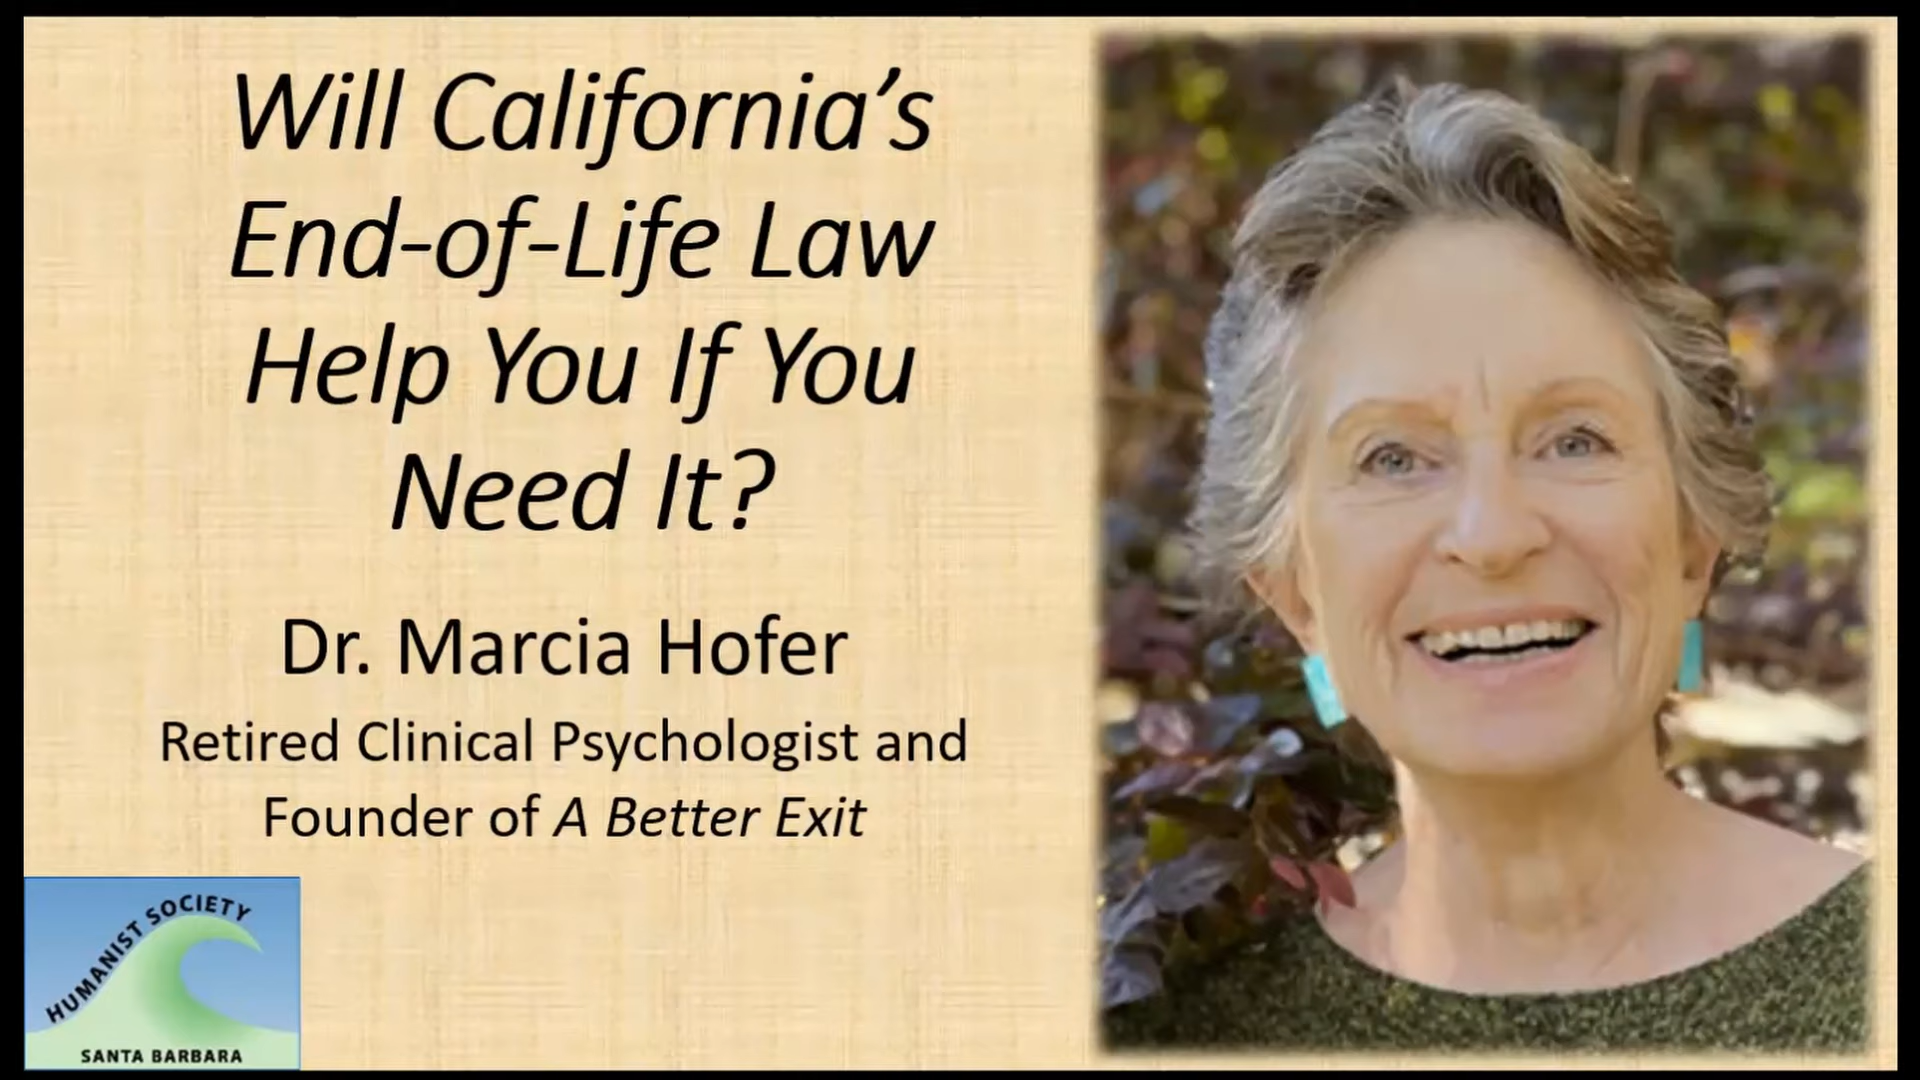 Will California’s
End-of-Life Law
Help You If You
Need It?
Dr. Marcia Hofer
Retired Clinical Psychologist and
Founder of A Better Exit
HUMANIST SOCIETY
SANTA BARBARA